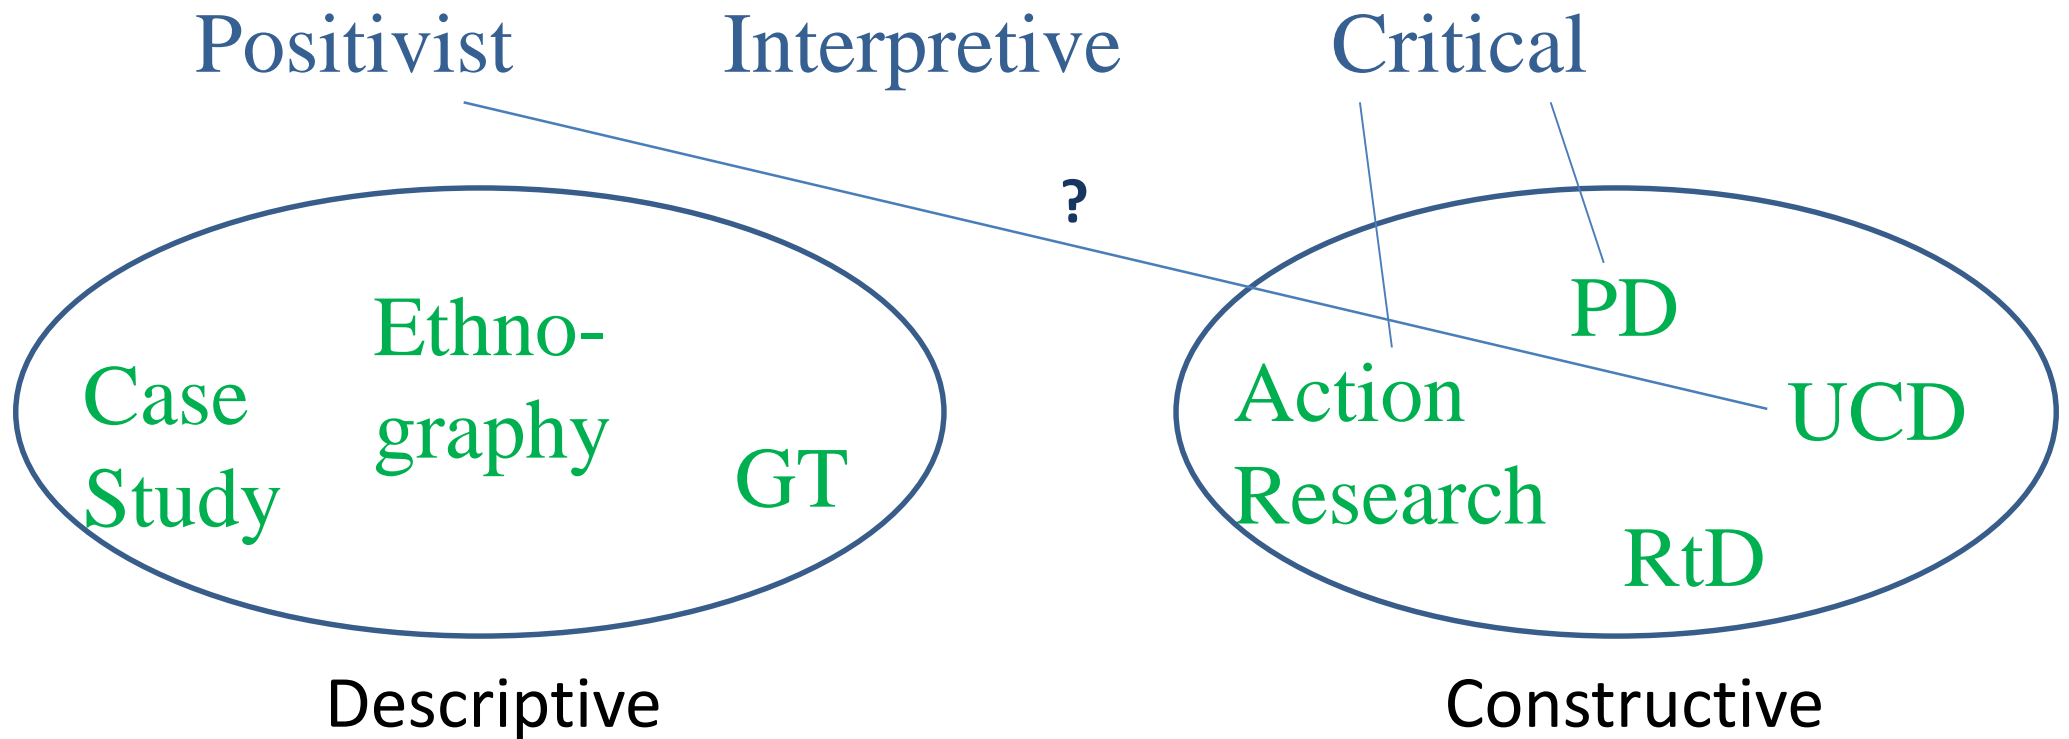 Positivist Interpretive Critical
?
Ethno-
graphy
Case
Study
GT
PD
Action
Research
UCD
RtD
Descriptive
Constructive